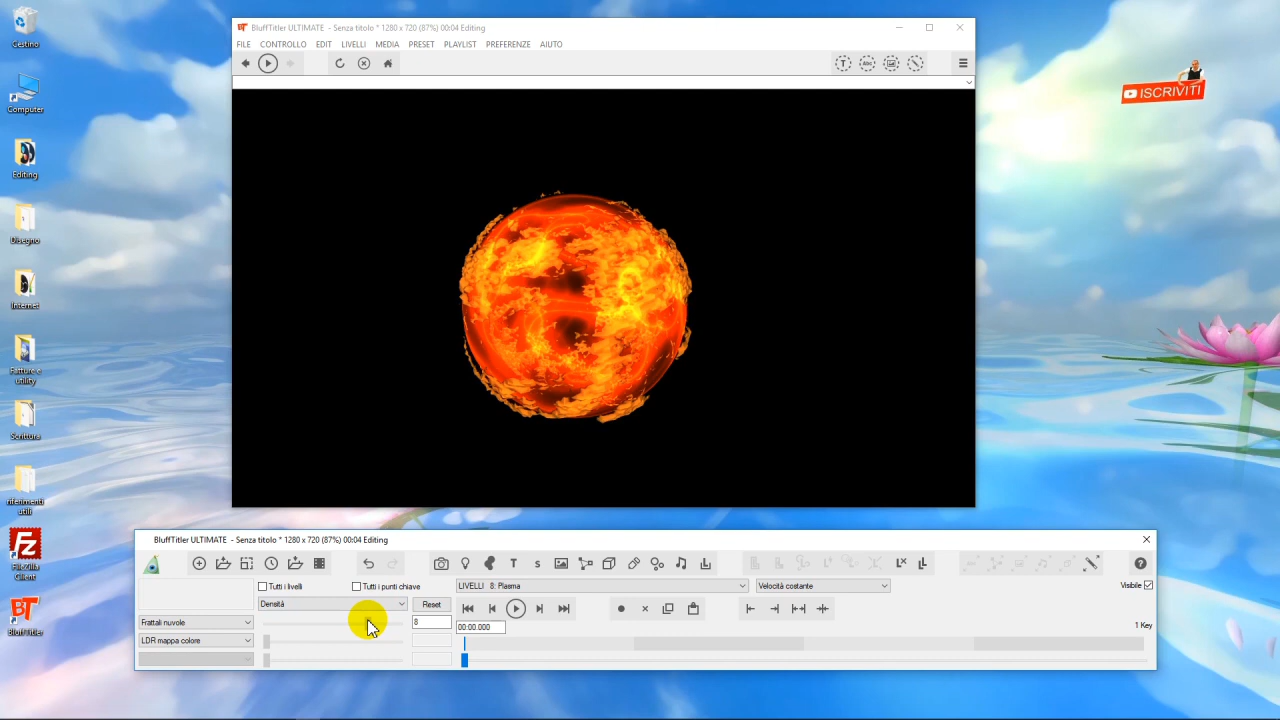 Cestino
Computer
Editing
Disegno
Internet
Fatture e
utility
Scrittura
riferimenti
utili
FileZilla
Client
BluffTitler
BluffTitler ULTIMATE - Senza titolo * 1280 x 720 (87%) 00:04 Editing
FILE CONTROLLO EDIT LIVELLI MEDIA PRESET PLAYLIST PREFERENZE AIUTO
ISCRIVITI
BluffTitler ULTIMATE - Senza titolo * 1280 x 720 (87%) 00:04 Editing
Tutti i livelli Tutti i punti chiave LIVELLI 8: Plasma Velocità costante Visibile
Densità Reset
Frattali nuvole 8 00:00.000 1 Key
LDR mappa colore